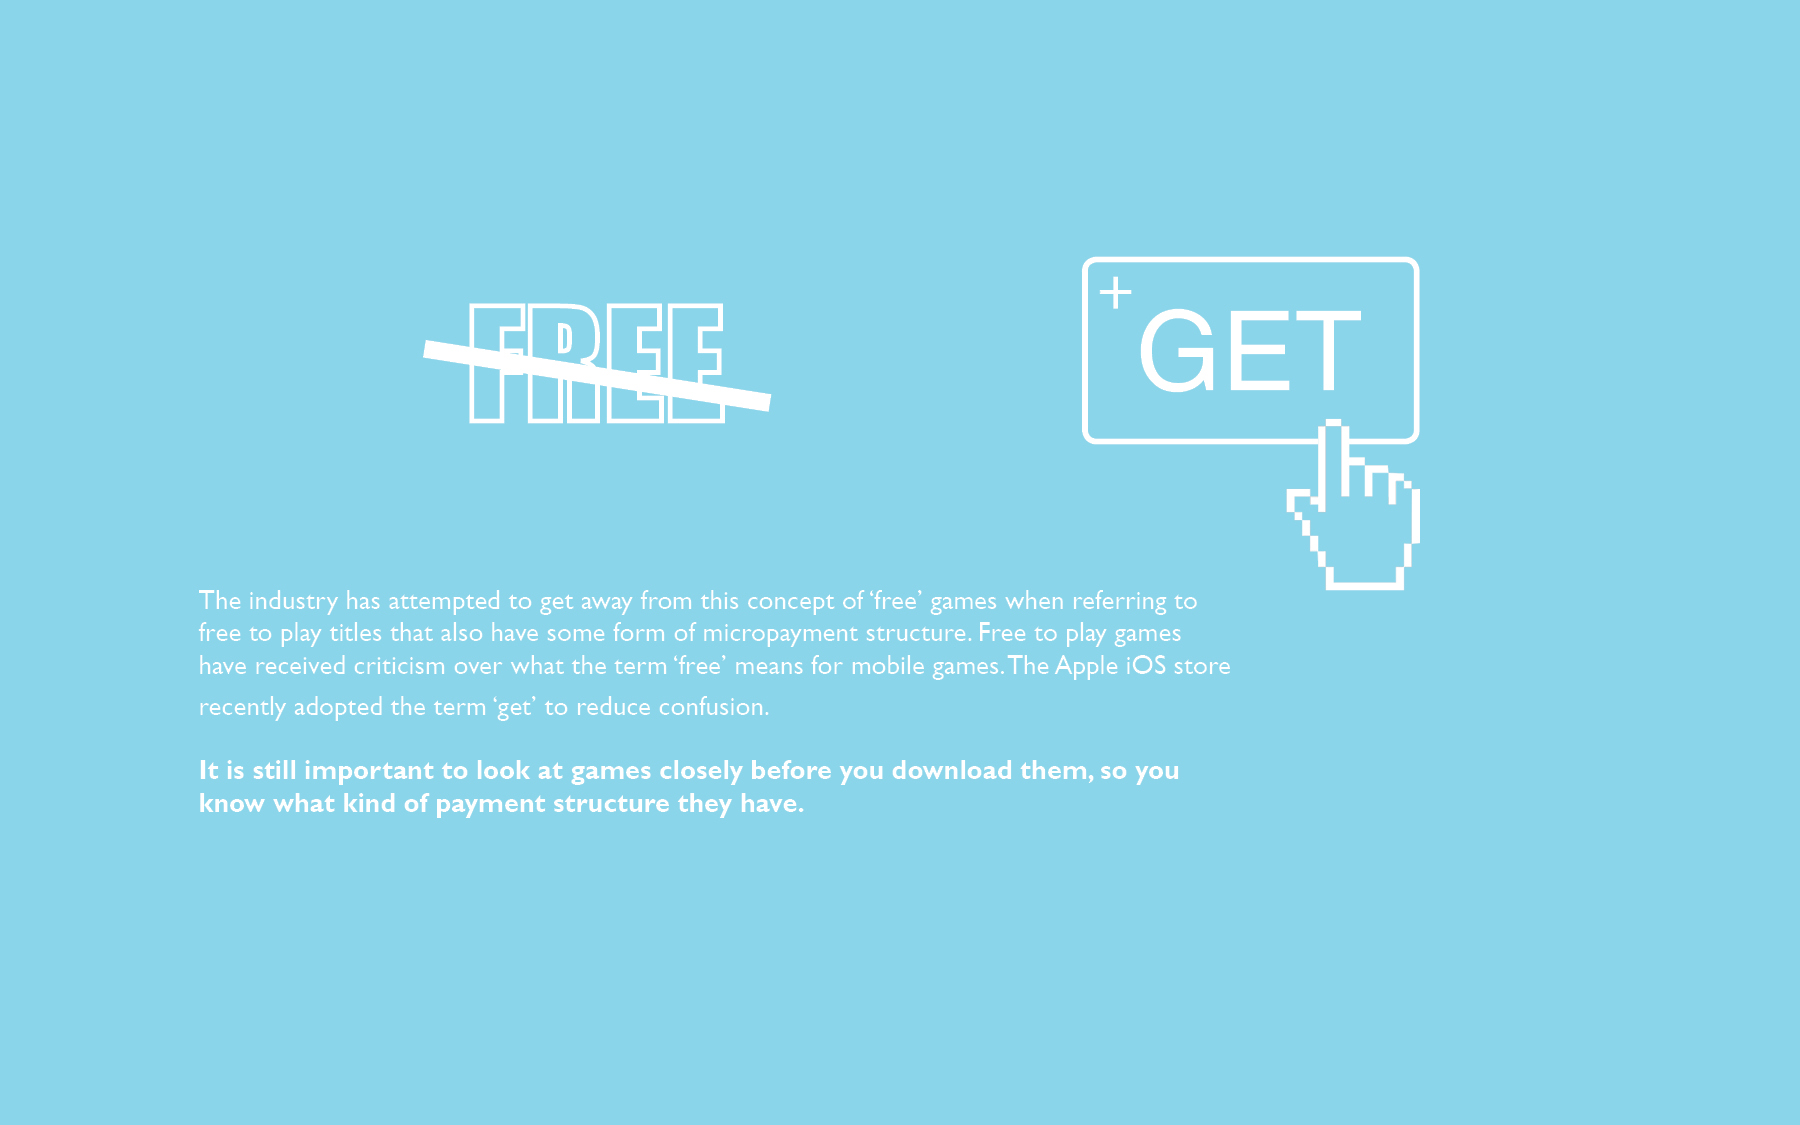 FREE
+
GET
The industry has attempted to get away from this concept of ‘free’ games when referring to
free to play titles that also have some form of micropayment structure. Free to play games
have received criticism over what the term ‘free’ means for mobile games. The Apple iOS store
recently adopted the term ‘get’ to reduce confusion.
It is still important to look at games closely before you download them, so you
know what kind of payment structure they have.